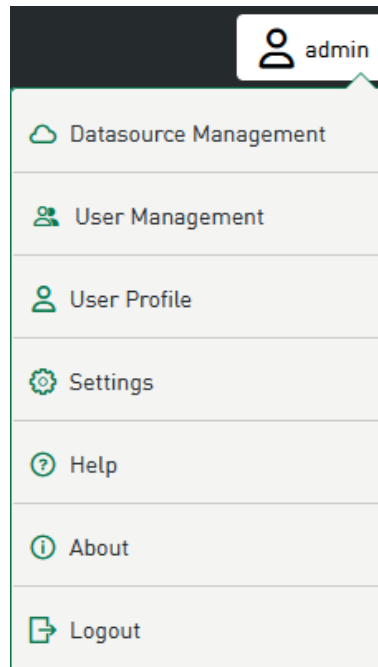 admin
Datasource Management
User Management
User Profile
Settings
Help
About
Logout